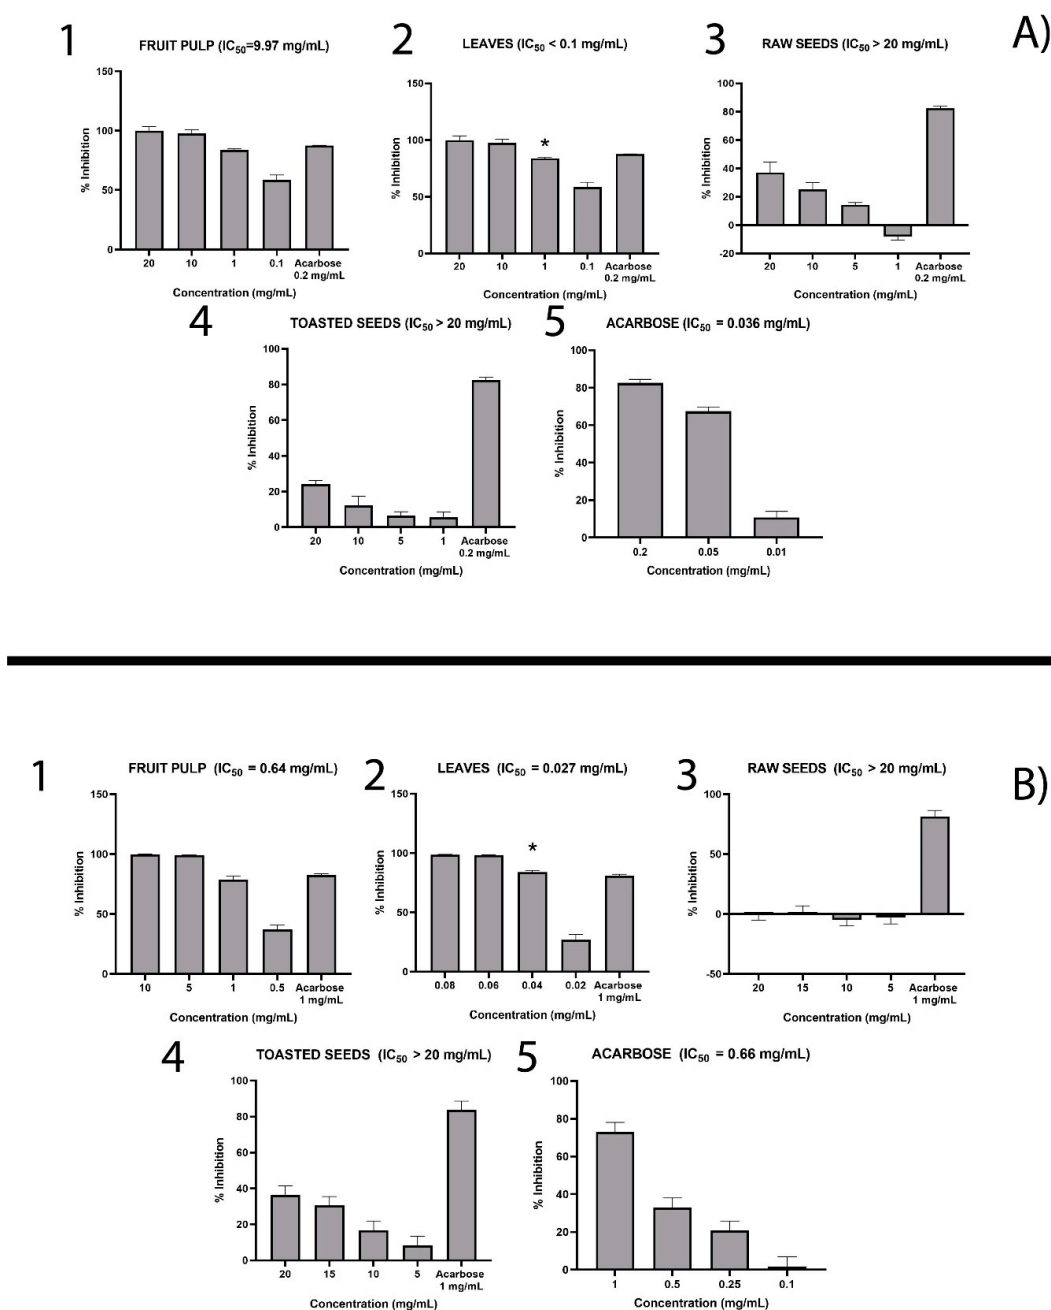 A)
1
FRUIT PULP (IC50=9.97 mg/mL)
% Inhibition
150
100
50
0
20 10 1 0.1 Acarbose
0.2 mg/mL
Concentration (mg/mL)
2
LEAVES (IC50 < 0.1 mg/mL)
% Inhibition
150
100
50
0
*
20 10 1 0.1 Acarbose
0.2 mg/mL
Concentration (mg/mL)
3
RAW SEEDS (IC50 > 20 mg/mL)
% Inhibition
100
80
60
40
20
0
-20
20 10 5 1 Acarbose
0.2 mg/mL
Concentration (mg/mL)
4
TOASTED SEEDS (IC50 > 20 mg/mL)
% Inhibition
100
80
60
40
20
0
20 10 5 1 Acarbose
0.2 mg/mL
Concentration (mg/mL)
5
ACARBOSE (IC50 = 0.036 mg/mL)
% Inhibition
100
80
60
40
20
0
0.2 0.05 0.01
Concentration (mg/mL)
B)
1
FRUIT PULP (IC50 = 0.64 mg/mL)
% Inhibition
150
100
50
0
10 5 1 0.5 Acarbose
1 mg/mL
Concentration (mg/mL)
2
LEAVES (IC50 = 0.027 mg/mL)
% Inhibition
150
100
50
0
*
0.08 0.06 0.04 0.02 Acarbose
1 mg/mL
Concentration (mg/mL)
3
RAW SEEDS (IC50 > 20 mg/mL)
% Inhibition
100
50
0
-50
20 15 10 5 Acarbose
1 mg/mL
Concentration (mg/mL)
4
TOASTED SEEDS (IC50 > 20 mg/mL)
% Inhibition
100
80
60
40
20
0
20 15 10 5 Acarbose
1 mg/mL
Concentration (mg/mL)
5
ACARBOSE (IC50 = 0.66 mg/mL)
% Inhibition
100
80
60
40
20
0
1 0.5 0.25 0.1
Concentration (mg/mL)